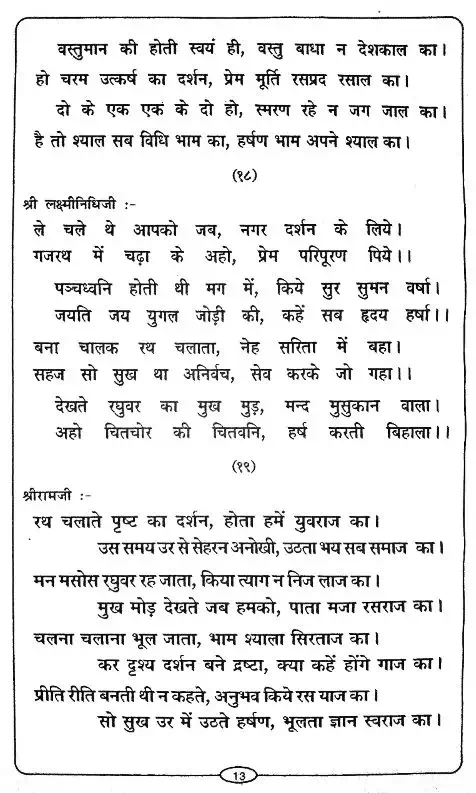 वस्तुमान की होती स्वयं ही, वस्तु बाधा न देशकाल का।
हो चरम उत्कर्ष का दर्शन, प्रेम मूर्ति रसप्रद रसाल का।
दो के एक एक के दो हो, स्मरण रहे न जग जाल का।
है तो श्याल सब विधि भाम का, हर्षण भाम अपने श्याल का।
(१८)
श्री लक्ष्मीनिधिजी :-
ले चले थे आपको जब, नगर दर्शन के लिये।
गजरथ में चढ़ा के अहो, प्रेम परिपूरण पिये।।
पञ्चध्वनि होती थी मग में, किये सुर सुमन वर्षा।
जयति जय युगल जोड़ी की, कहें सब हृदय हर्षा।।
बना चालक रथ चलाता, नेह सरिता में बहा।
सहज सो सुख था अनिर्वच, सेव करके जो गहा।।
देखते रघुवर का मुख मुड़, मन्द मुसुकान वाला।
अहो चितचोर की चितवनि, हर्ष करती बिहाला।।
(१९)
श्रीरामजी :-
रथ चलाते पृष्ट का दर्शन, होता हमें युवराज का।
उस समय उर से सेहरन अनोखी, उठता भय सब समाज का।
मन मसोस रघुवर रह जाता, किया त्याग न निज लाज का।
मुख मोड़ देखते जब हमको, पाता मजा रसराज का।
चलना चलाना भूल जाता, भाम श्याला सिरताज का।
कर दृश्य दर्शन बने द्रष्टा, क्या कहें होंगे गाज का।
प्रीति रीति बनती थी न कहते, अनुभव किये रस याज का।
सो सुख उर में उठते हर्षण, भूलता ज्ञान स्वराज का।
13